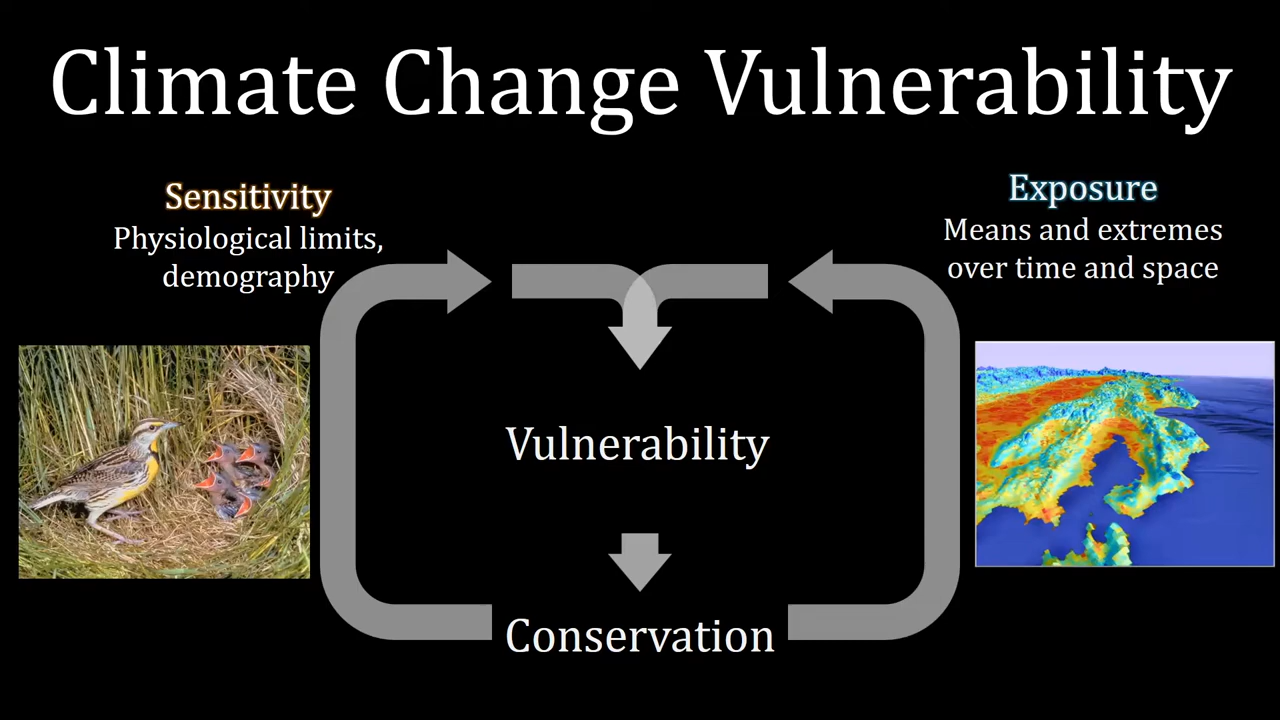 Climate Change Vulnerability
Sensitivity
Physiological limits,
demography
Exposure
Means and extremes
over time and space
Vulnerability
Conservation